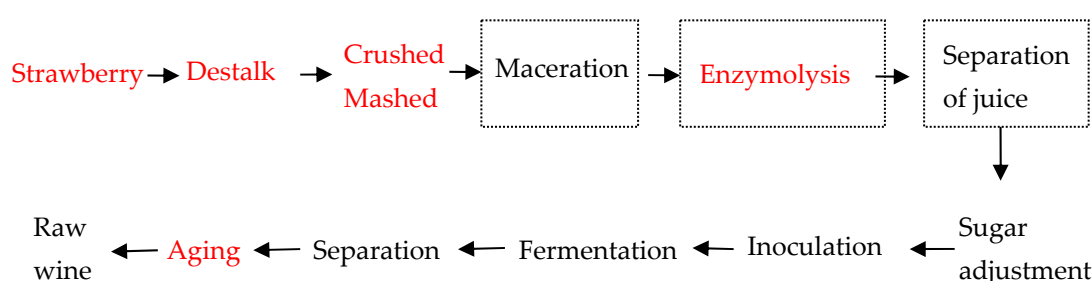 Strawberry
Destalk
Crushed
Mashed
Maceration
Enzymolysis
Separation
of juice
Sugar
adjustment
Inoculation
Fermentation
Separation
Aging
Raw
wine